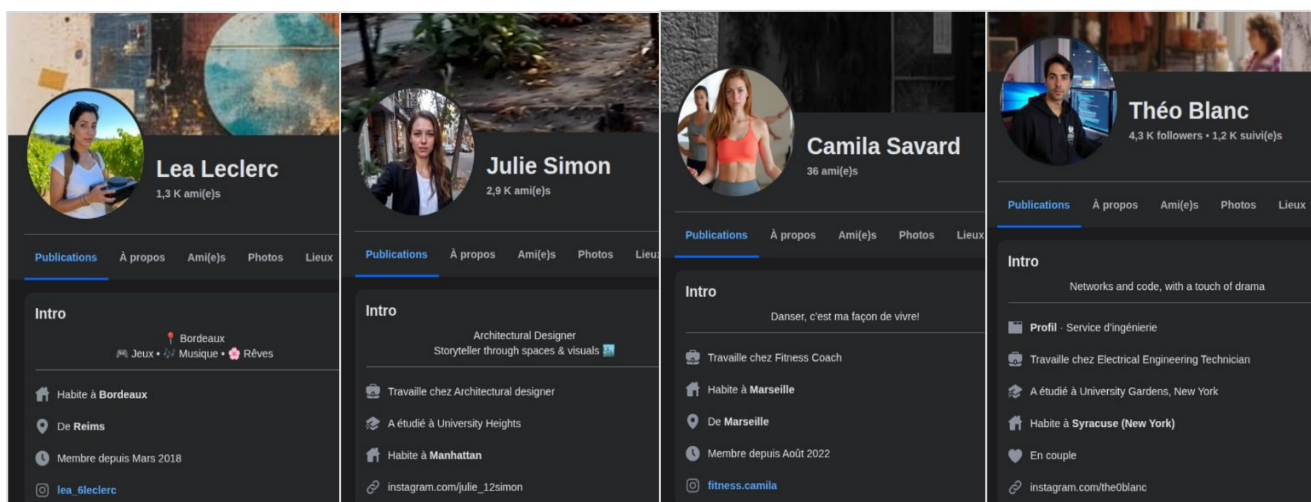 Lea Leclerc
1,3 K ami(e)s
Publications À propos Ami(e)s Photos Lieux
Intro
📍 Bordeaux
🎮 Jeux • 🎶 Musique • 🌸 Rêves
Habite à Bordeaux
De Reims
Membre depuis Mars 2018
lea_6leclerc
Julie Simon
2,9 K ami(e)s
Publications À propos Ami(e)s Photos Lieux
Intro
Architectural Designer
Storyteller through spaces & visuals 🏙️
Travaille chez Architectural designer
A étudié à University Heights
Habite à Manhattan
instagram.com/julie_12simon
Camila Savard
36 ami(e)s
Publications À propos Ami(e)s Photos Lieux
Intro
Danser, c'est ma façon de vivre!
Travaille chez Fitness Coach
Habite à Marseille
De Marseille
Membre depuis Août 2022
fitness.camila
Théo Blanc
4,3 K followers • 1,2 K suivi(e)s
Publications À propos Ami(e)s Photos Lieux
Intro
Networks and code, with a touch of drama
Profil · Service d'ingénierie
Travaille chez Electrical Engineering Technician
A étudié à University Gardens, New York
Habite à Syracuse (New York)
En couple
instagram.com/the0blanc